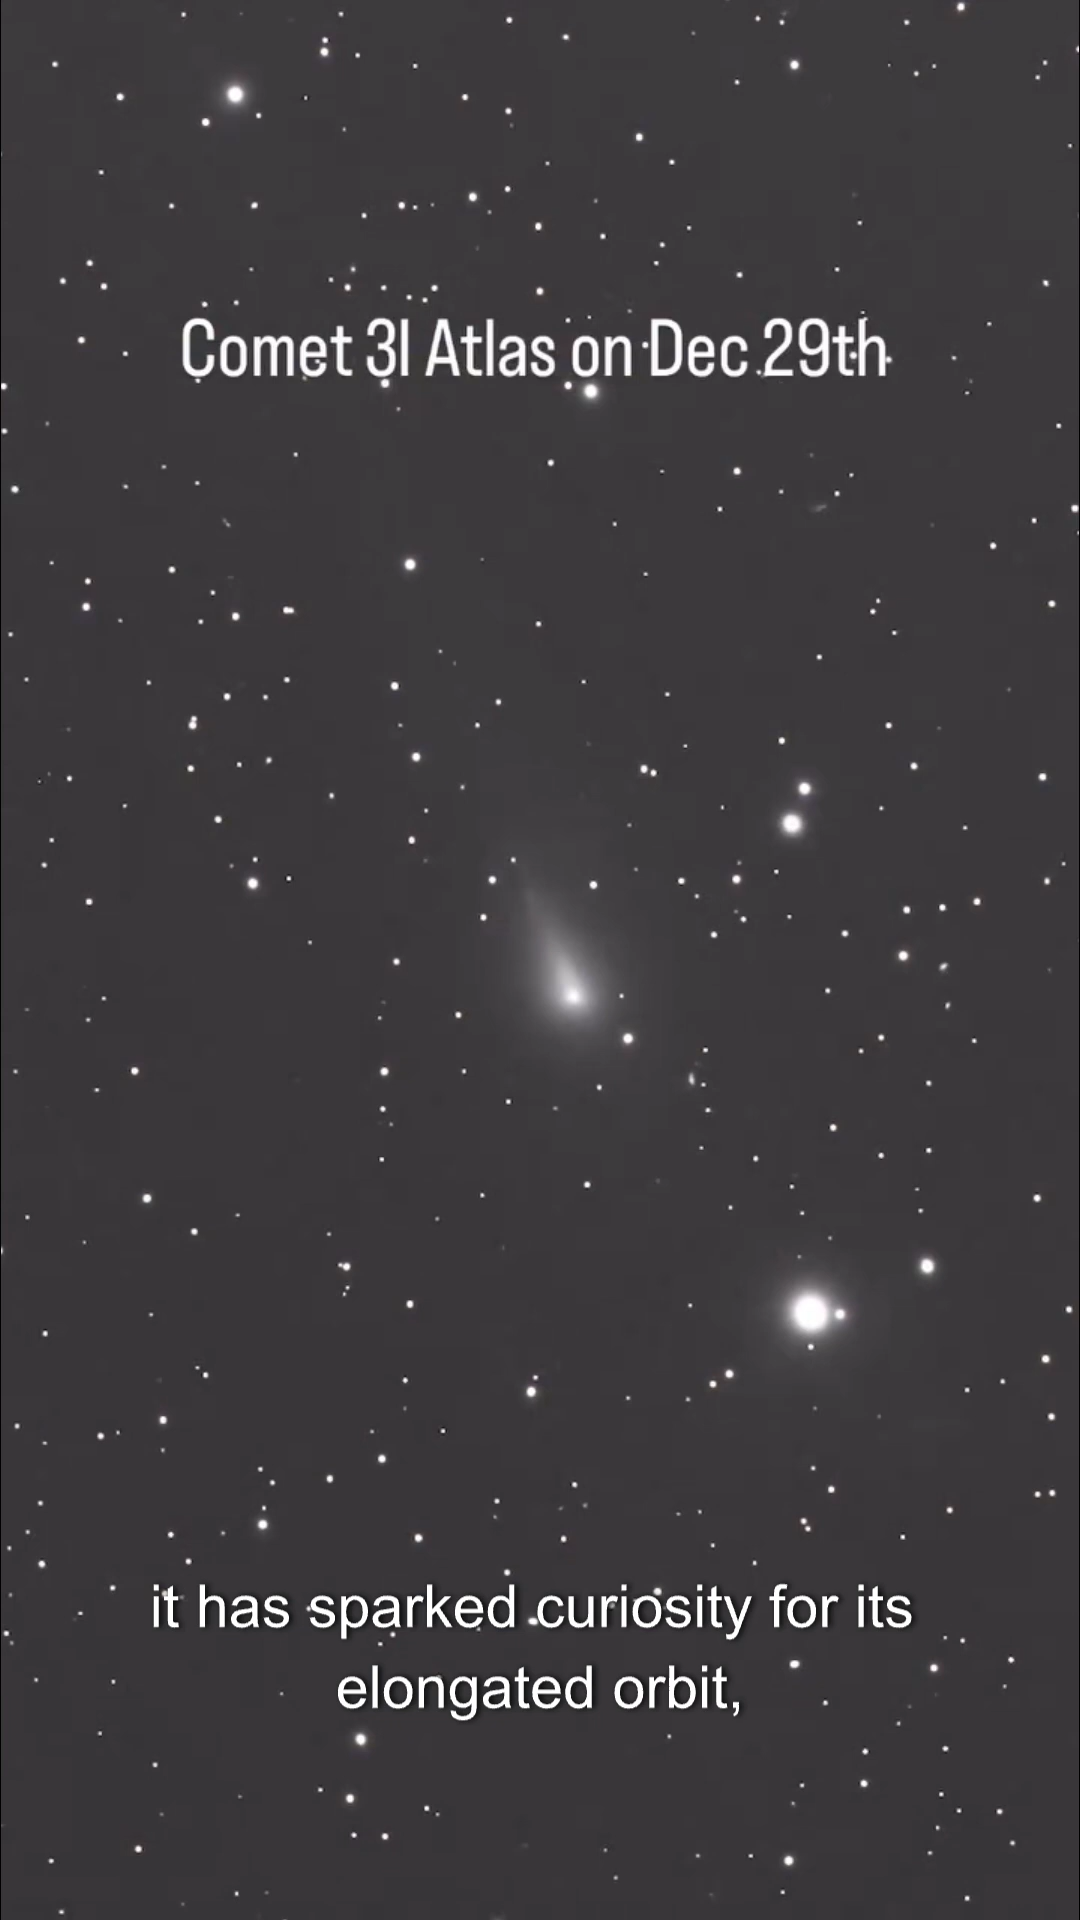 Comet 3I Atlas on Dec 29th
it has sparked curiosity for its
elongated orbit,